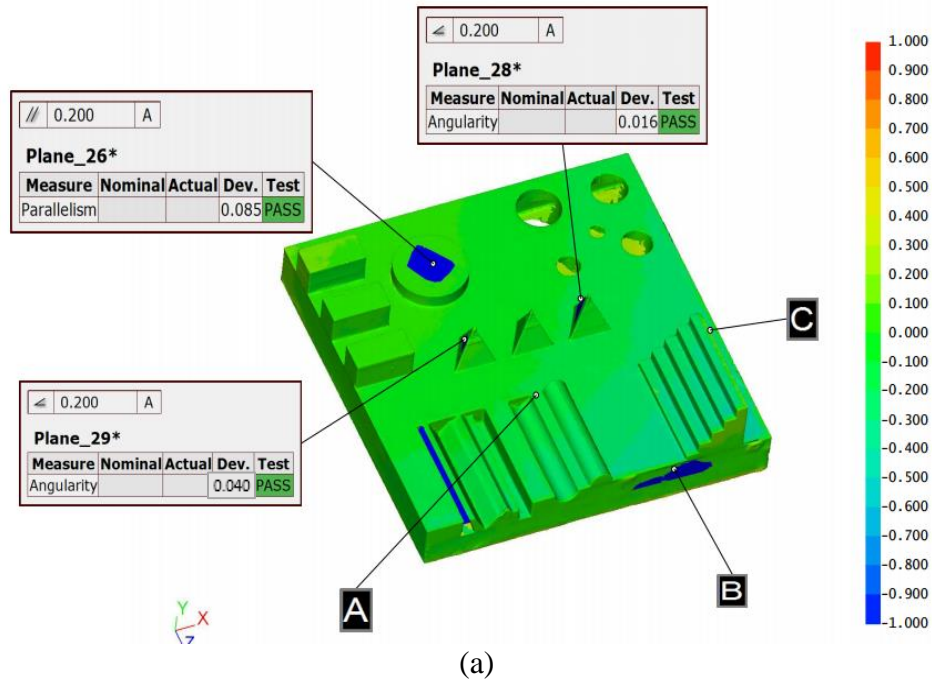 ∠ 0.200 A
Plane_28*
Measure Nominal Actual Dev. Test
Angularity 0.016 PASS
// 0.200 A
Plane_26*
Measure Nominal Actual Dev. Test
Parallelism 0.085 PASS
∠ 0.200 A
Plane_29*
Measure Nominal Actual Dev. Test
Angularity 0.040 PASS
C
B
A
Y
X
Z
1.000
0.900
0.800
0.700
0.600
0.500
0.400
0.300
0.200
0.100
0.000
-0.100
-0.200
-0.300
-0.400
-0.500
-0.600
-0.700
-0.800
-0.900
-1.000
(a)